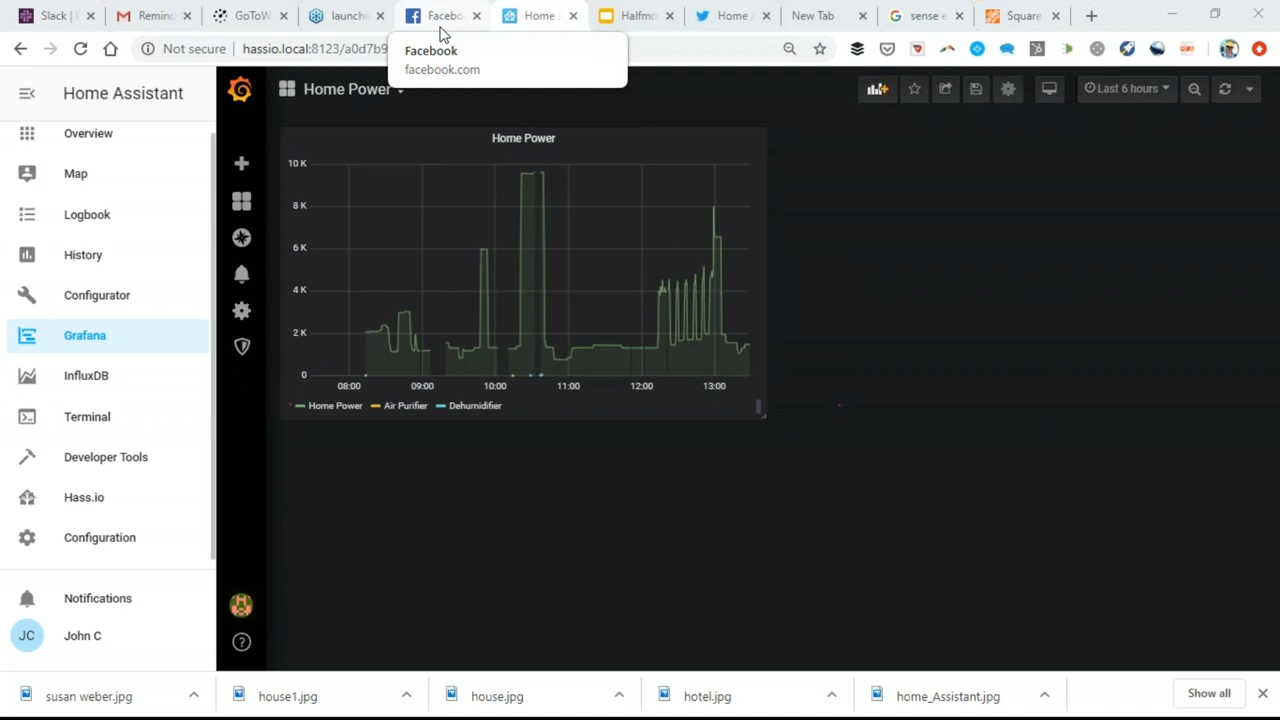 Slack |
Remind
GoToW
launche
Facebo
Home /
Halfmo
Home /
New Tab
sense e
Square
Not secure
hassio.local:8123/a0d7b9
Facebook
facebook.com
Home Assistant
Overview
Map
Logbook
History
Configurator
Grafana
InfluxDB
Terminal
Developer Tools
Hass.io
Configuration
Notifications
JC
John C
Home Power
Last 6 hours
Home Power
10 K
8 K
6 K
4 K
2 K
0
08:00 09:00 10:00 11:00 12:00 13:00
Home Power Air Purifier Dehumidifier
susan weber.jpg
house1.jpg
house.jpg
hotel.jpg
home_Assistant.jpg
Show all